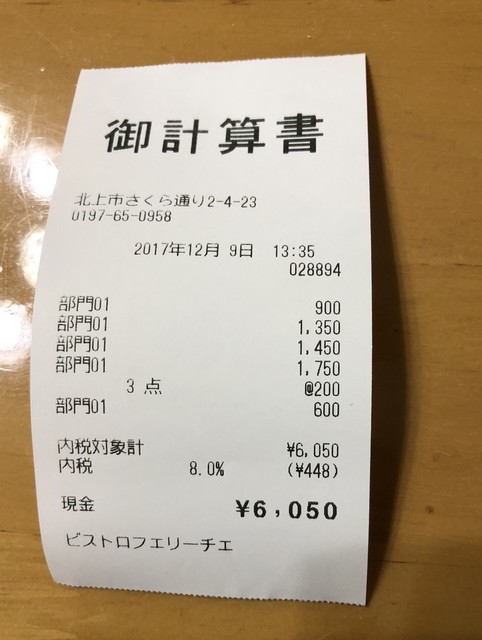 御計算書
北上市さくら通り2-4-23
0197-65-0958
2017年12月 9日 13:35
028894
部門01 900
部門01 1,350
部門01 1,450
部門01 1,750
3 点 @200
部門01 600
内税対象計 ¥6,050
内税 8.0% (¥448)
現金 ¥6,050
ビストロフェリーチェ